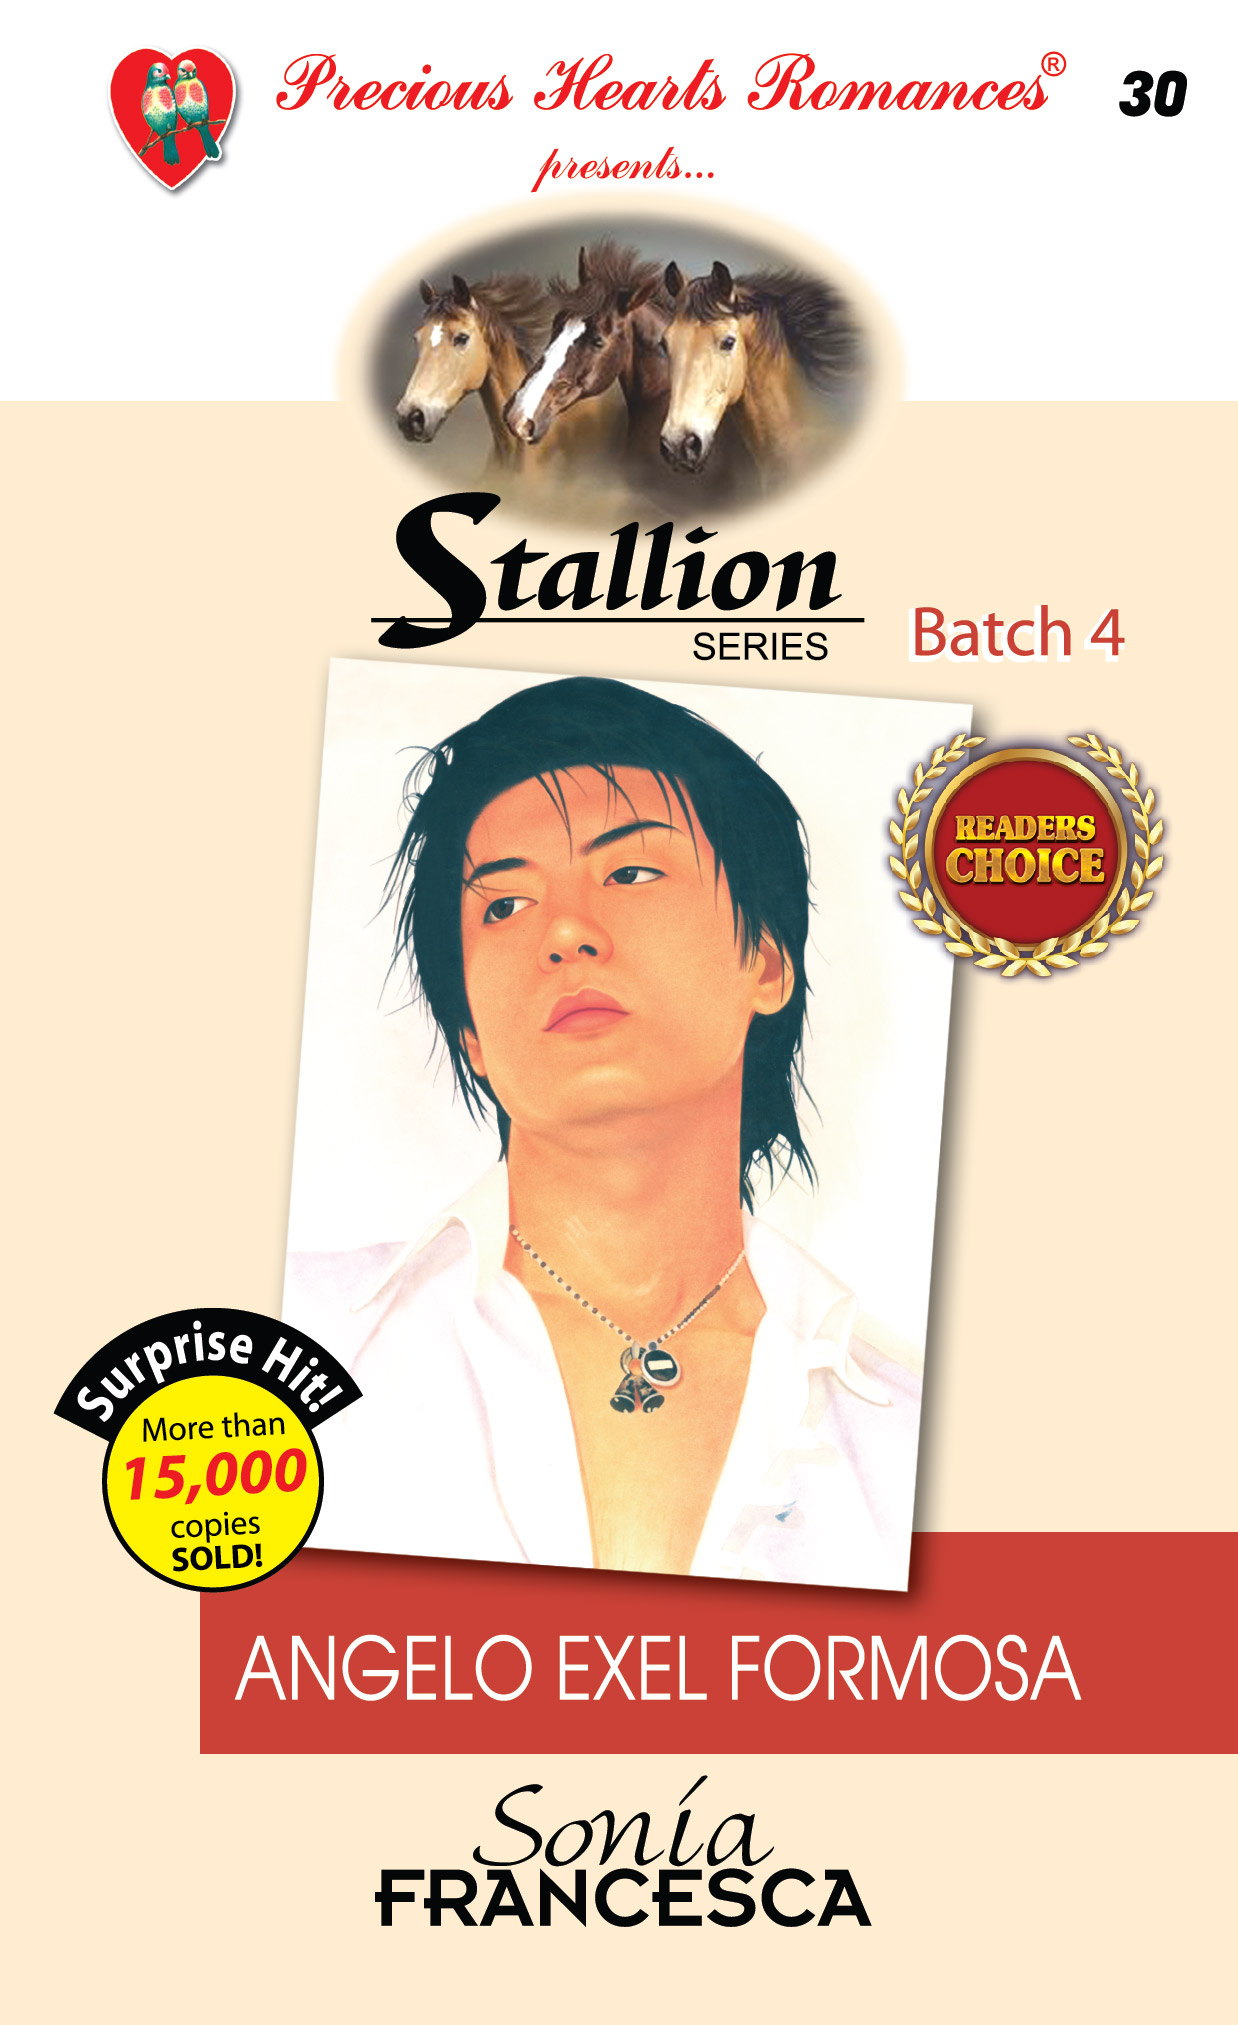 Precious Hearts Romances®
30
presents...
Stallion
SERIES
Batch 4
READERS
CHOICE
Surprise Hit!
More than
15,000
copies
SOLD!
ANGELO EXEL FORMOSA
Sonia
FRANCESCA